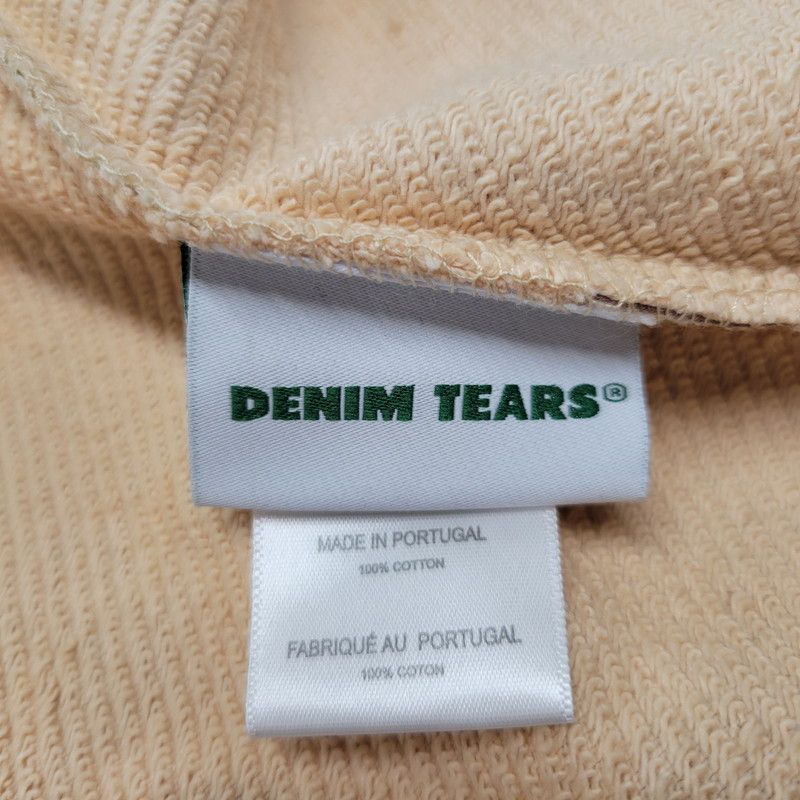 DENIM TEARS®
MADE IN PORTUGAL
100% COTTON
FABRIQUÉ AU PORTUGAL
100% COTON